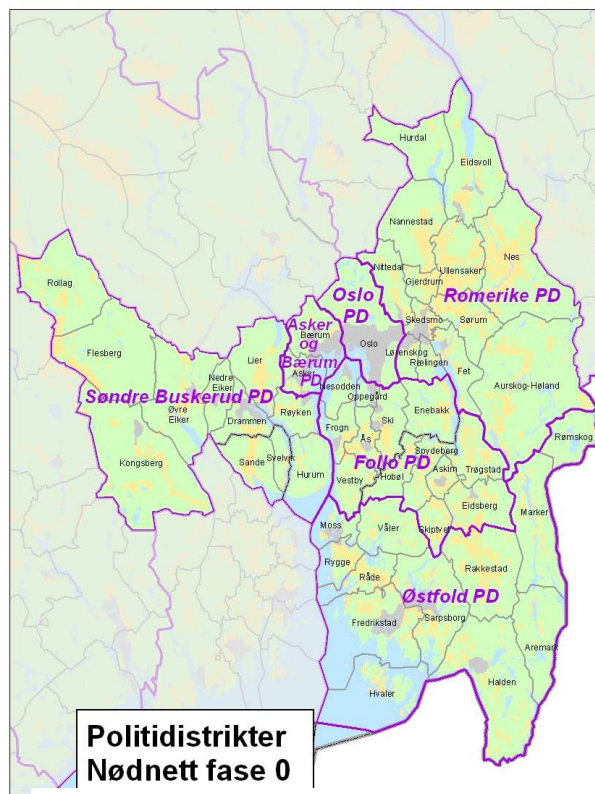 Hurdal
Eidsvoll
Nannestad
Nes
Ullensaker
Nittedal
Gjerdrum
Rollag
Oslo
PD
Romerike PD
Skedsmo
Sørum
Asker
og
Bærum
PD
Bærum
Oslo
Lørenskog
Rælingen
Fet
Flesberg
Lier
Asker
Nesodden
Aurskog-Høland
Nedre
Eiker
Søndre Buskerud PD
Oppegård
Enebakk
Røyken
Øvre
Eiker
Drammen
Frogn
Ski
Rømskog
Ås
Spydeberg
Kongsberg
Sande
Svelvik
Hurum
Follo PD
Askim
Trøgstad
Vestby
Hobøl
Eidsberg
Marker
Moss
Våler
Skiptvet
Rygge
Råde
Rakkestad
Østfold PD
Fredrikstad
Sarpsborg
Aremark
Halden
Hvaler
Politidistrikter
Nødnett fase 0